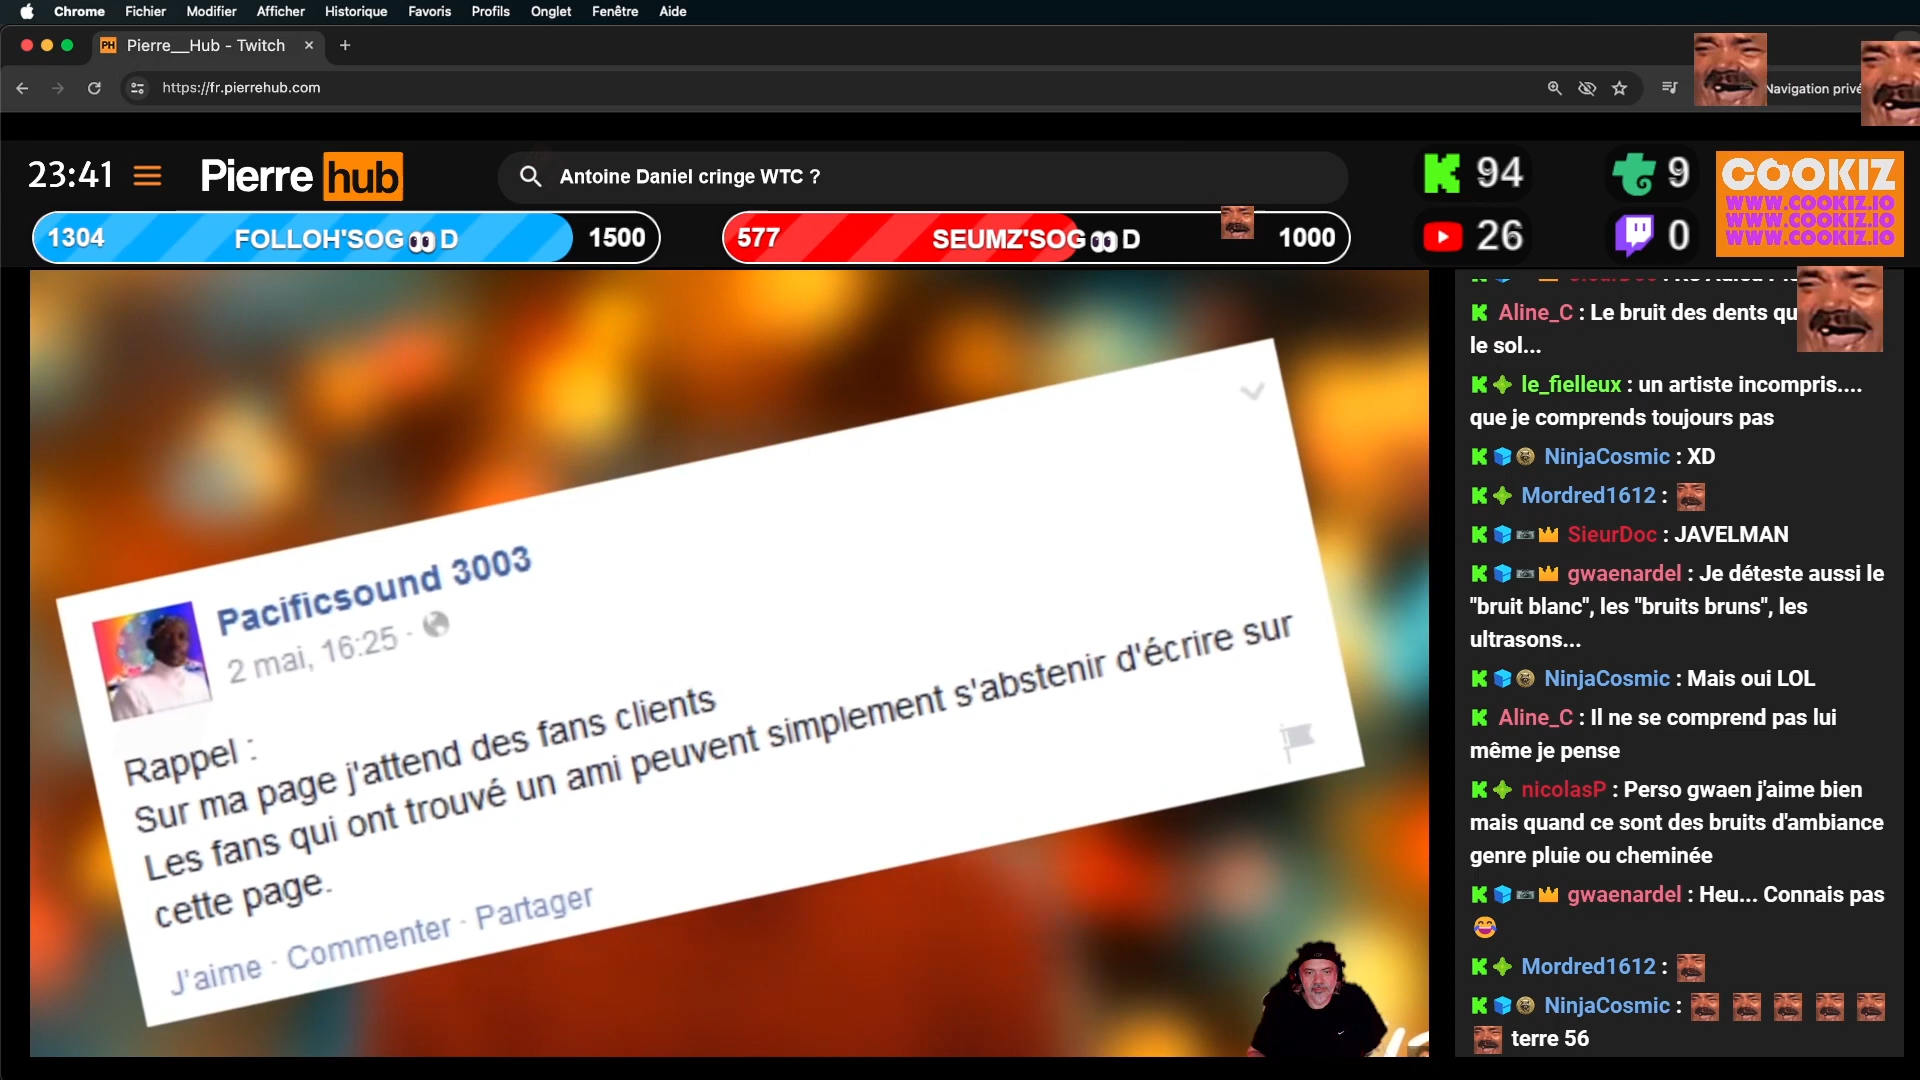 Chrome Fichier Modifier Afficher Historique Favoris Profils Onglet Fenêtre Aide
PH Pierre__Hub - Twitch
https://fr.pierrehub.com
Navigation privé
23:41
Pierre hub
Antoine Daniel cringe WTC ?
94
9
1304 FOLLOH'SOG👀D 1500
577 SEUMZ'SOG👀D 1000
26
0
COOKIZ
WWW.COOKIZ.IO
WWW.COOKIZ.IO
WWW.COOKIZ.IO
Pacificsound 3003
2 mai, 16:25 ·
Rappel :
Sur ma page j'attend des fans clients
Les fans qui ont trouvé un ami peuvent simplement s'abstenir d'écrire sur
cette page.
J'aime · Commenter · Partager
Aline_C : Le bruit des dents qu
le sol...
le_fielleux : un artiste incompris....
que je comprends toujours pas
NinjaCosmic : XD
Mordred1612 :
SieurDoc : JAVELMAN
gwaenardel : Je déteste aussi le
"bruit blanc", les "bruits bruns", les
ultrasons...
NinjaCosmic : Mais oui LOL
Aline_C : Il ne se comprend pas lui
même je pense
nicolasP : Perso gwaen j'aime bien
mais quand ce sont des bruits d'ambiance
genre pluie ou cheminée
gwaenardel : Heu... Connais pas
😂
Mordred1612 :
NinjaCosmic :
terre 56